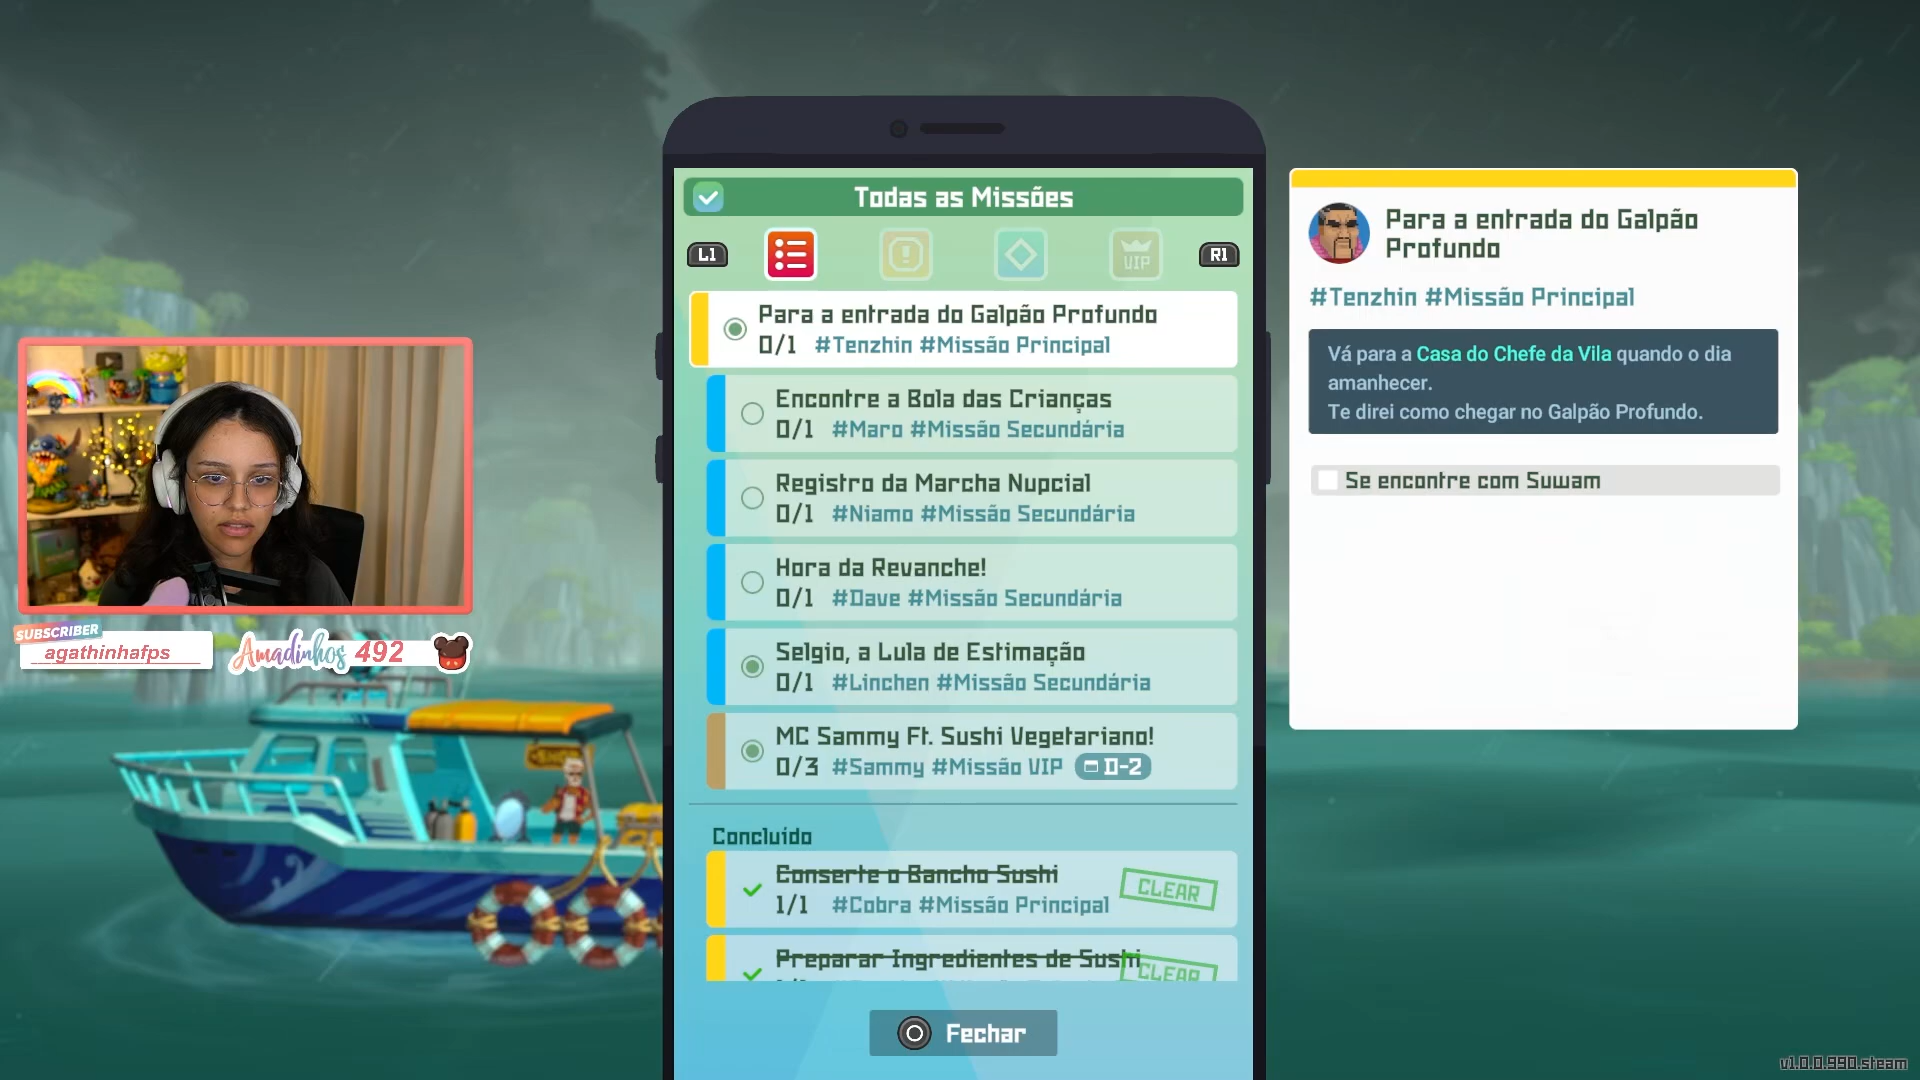 Todas as Missões
L1
VIP
R1
Para a entrada do Galpão Profundo
0/1 #Tenzhin #Missão Principal
Encontre a Bola das Crianças
0/1 #Maro #Missão Secundária
Registro da Marcha Nupcial
0/1 #Niamo #Missão Secundária
Hora da Revanche!
0/1 #Dave #Missão Secundária
Selgio, a Lula de Estimação
0/1 #Linchen #Missão Secundária
MC Sammy Ft. Sushi Vegetariano!
0/3 #Sammy #Missão VIP D-2
Concluído
Conserte o Bancho Sushi
1/1 #Cobra #Missão Principal
CLEAR
Preparar Ingredientes de Sushi
CLEAR
Fechar
Para a entrada do Galpão
Profundo
#Tenzhin #Missão Principal
Vá para a Casa do Chefe da Vila quando o dia
amanhecer.
Te direi como chegar no Galpão Profundo.
Se encontre com Suwam
SUBSCRIBER
agathinhafps
Amadinhos 492
v1.0.0.990.steam